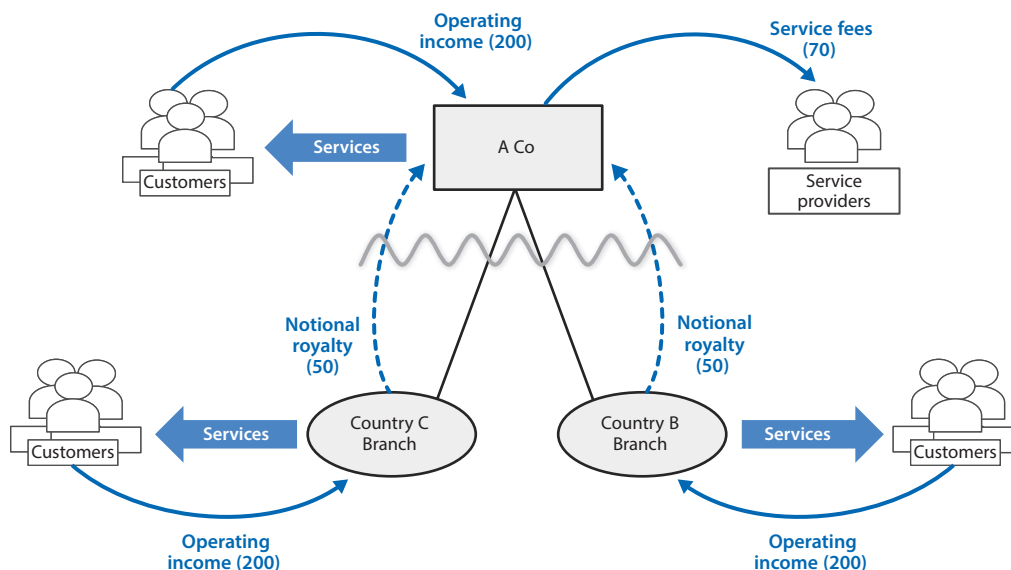 Operating
income (200)
Service fees
(70)
A Co
Services
Customers
Service
providers
Notional
royalty
(50)
Notional
royalty
(50)
Country C
Branch
Country B
Branch
Services
Services
Customers
Customers
Operating
income (200)
Operating
income (200)